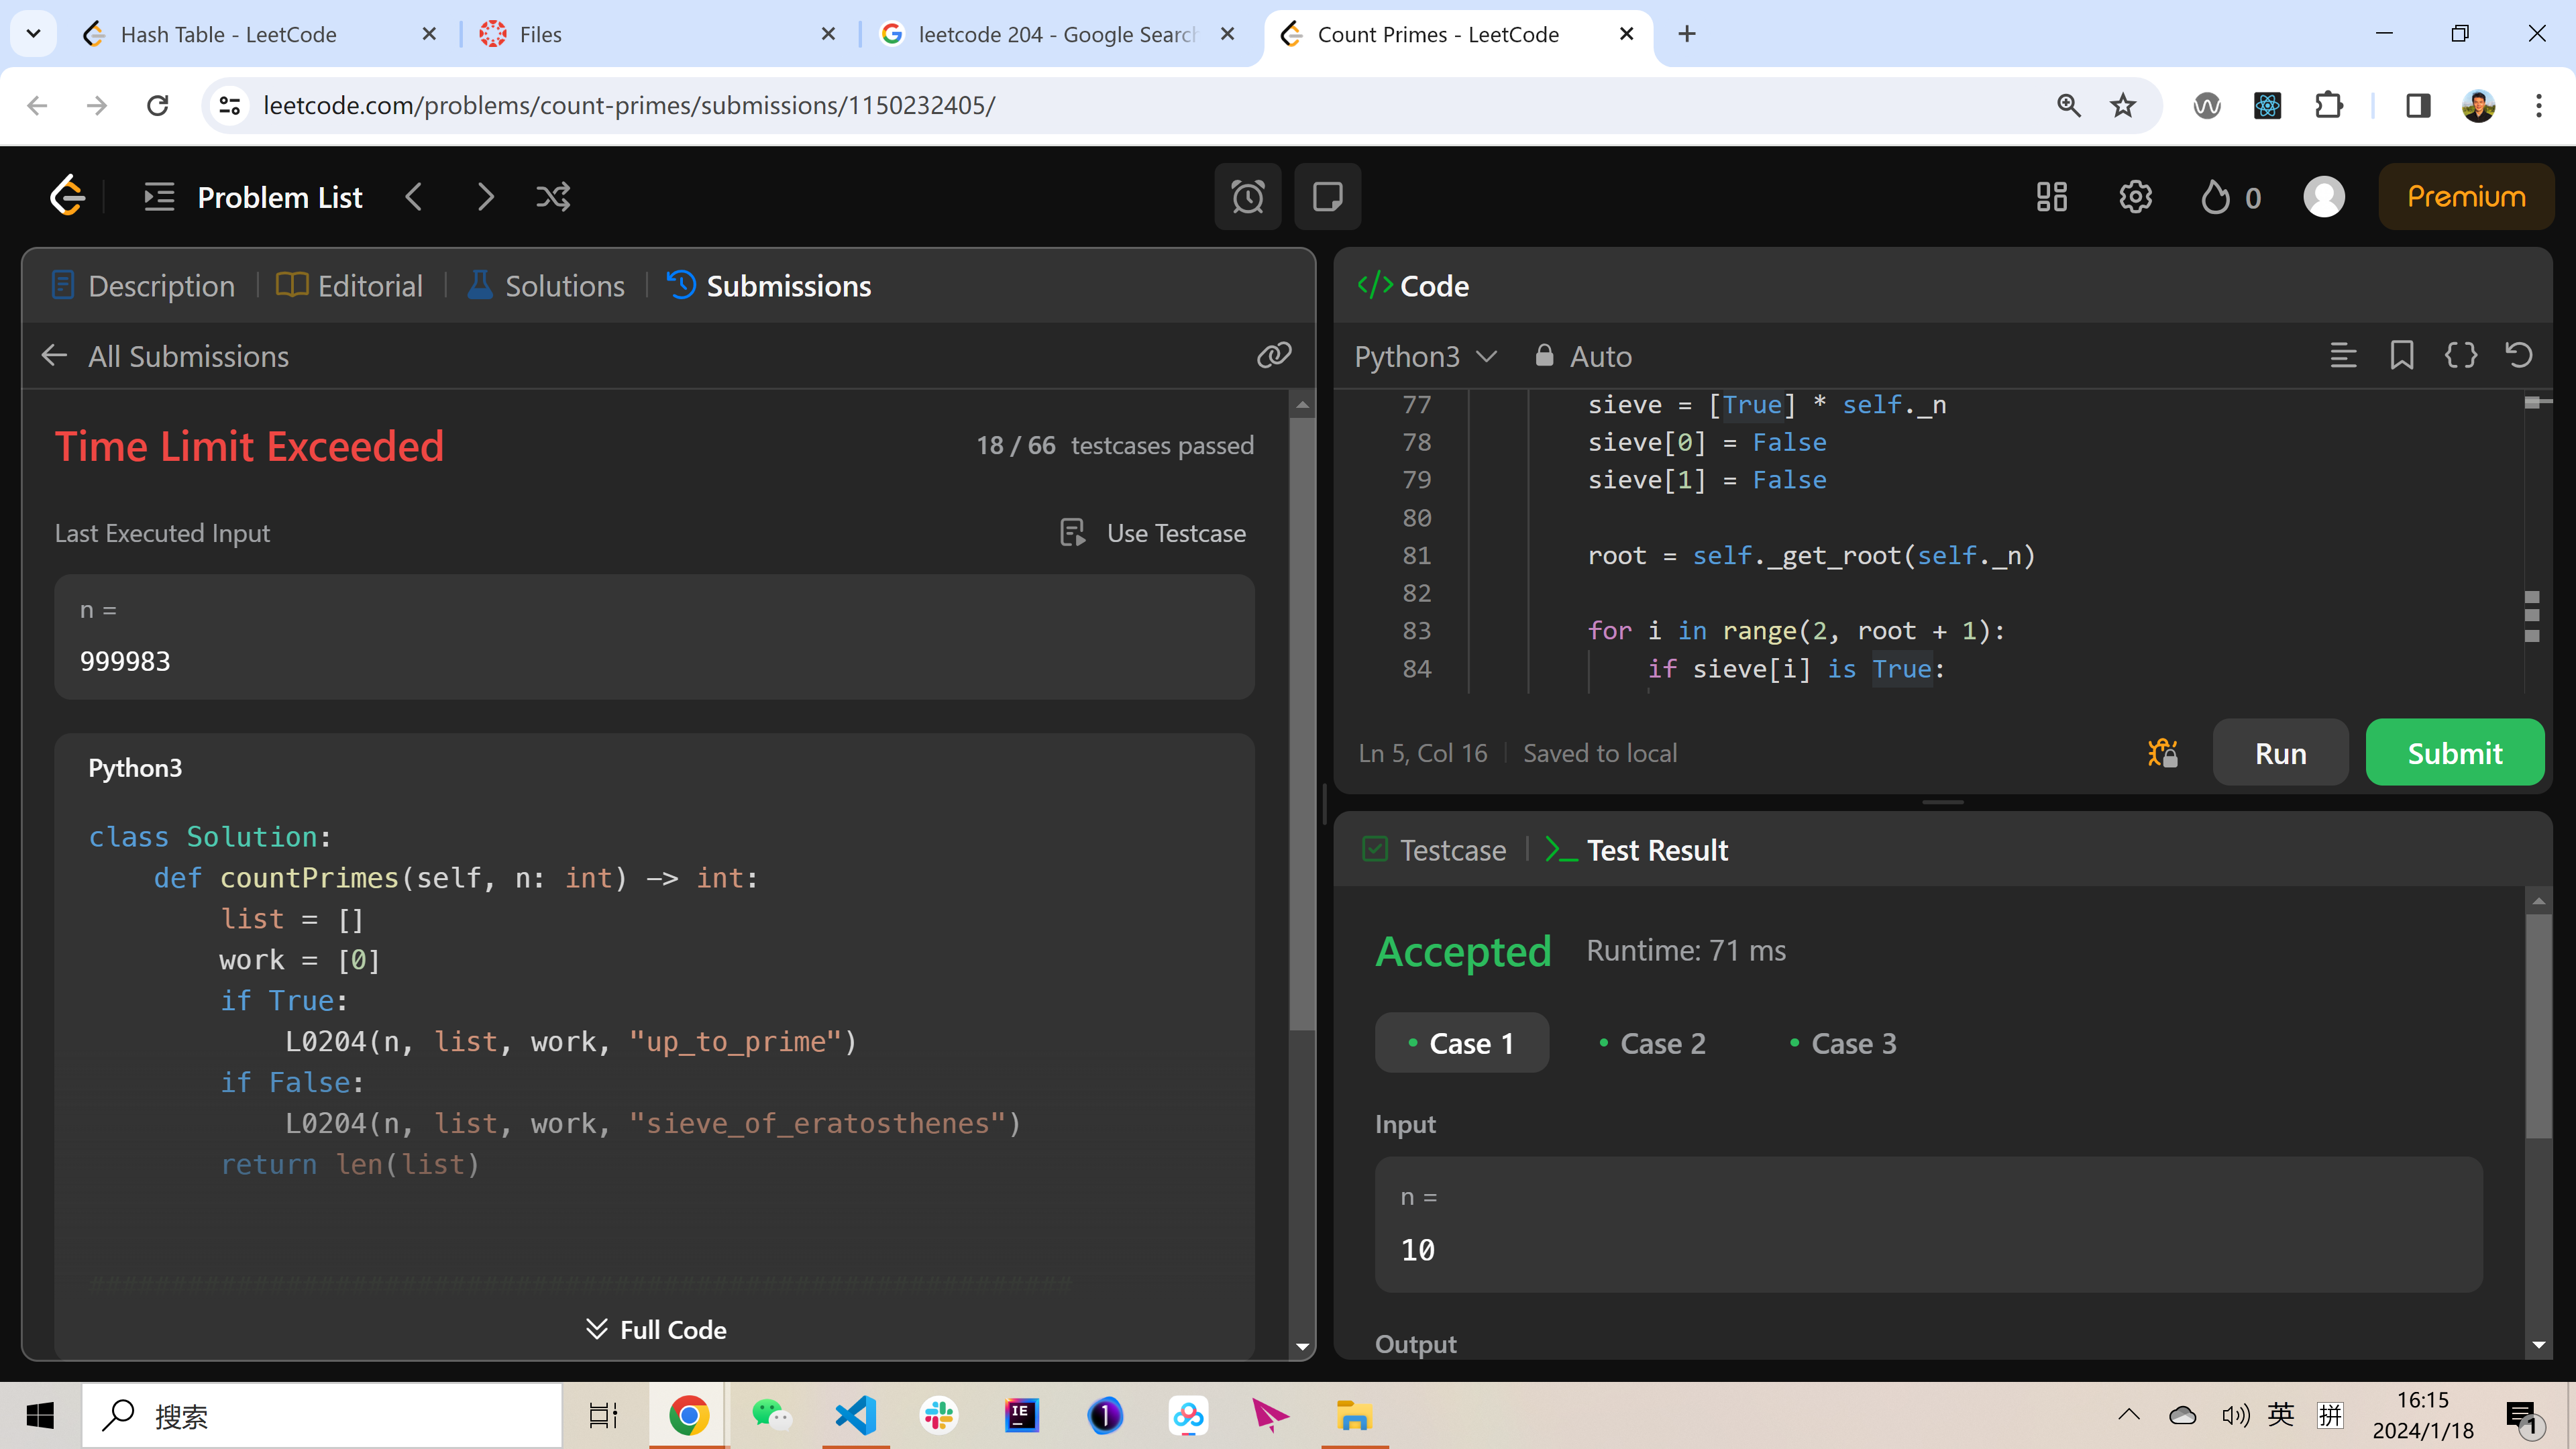 Hash Table - LeetCode
Files
leetcode 204 - Google Searc
Count Primes - LeetCode
leetcode.com/problems/count-primes/submissions/1150232405/
Problem List
0
Premium
Description
Editorial
Solutions
Submissions
All Submissions
Time Limit Exceeded
18 / 66 testcases passed
Last Executed Input
Use Testcase
n =
999983
Python3
class Solution:
    def countPrimes(self, n: int) -> int:
        list = []
        work = [0]
        if True:
            L0204(n, list, work, "up_to_prime")
        if False:
            L0204(n, list, work, "sieve_of_eratosthenes")
        return len(list)
Full Code
</> Code
Python3
Auto
77 sieve = [True] * self._n
78 sieve[0] = False
79 sieve[1] = False
80
81 root = self._get_root(self._n)
82
83 for i in range(2, root + 1):
84     if sieve[i] is True:
Ln 5, Col 16
Saved to local
Run
Submit
Testcase
Test Result
Accepted
Runtime: 71 ms
Case 1
Case 2
Case 3
Input
n =
10
Output
搜索
英
拼
16:15
2024/1/18
1